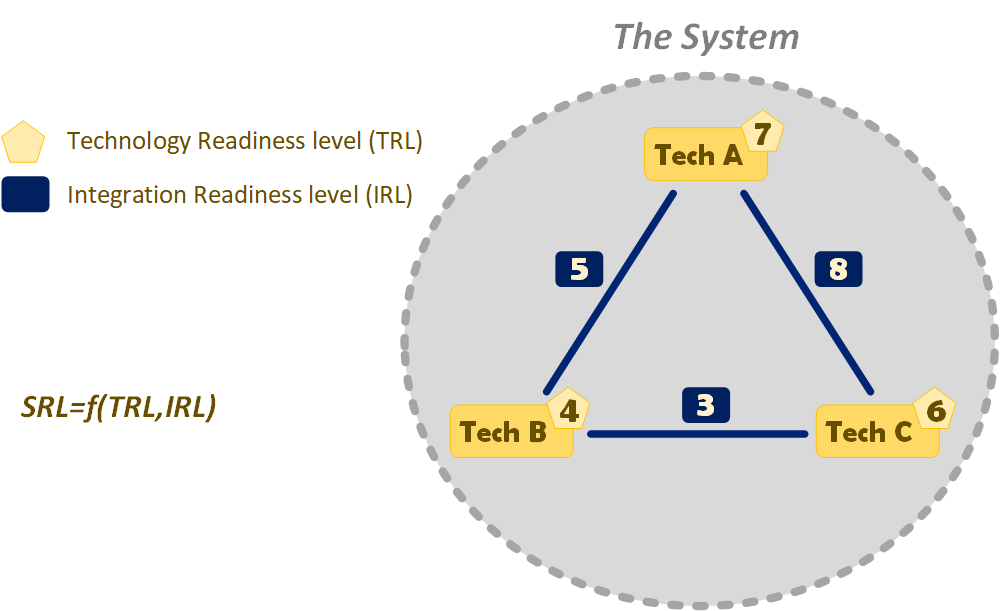 The System
Technology Readiness level (TRL)
Integration Readiness level (IRL)
7
Tech A
5
8
SRL=f(TRL,IRL)
3
4
Tech B
6
Tech C